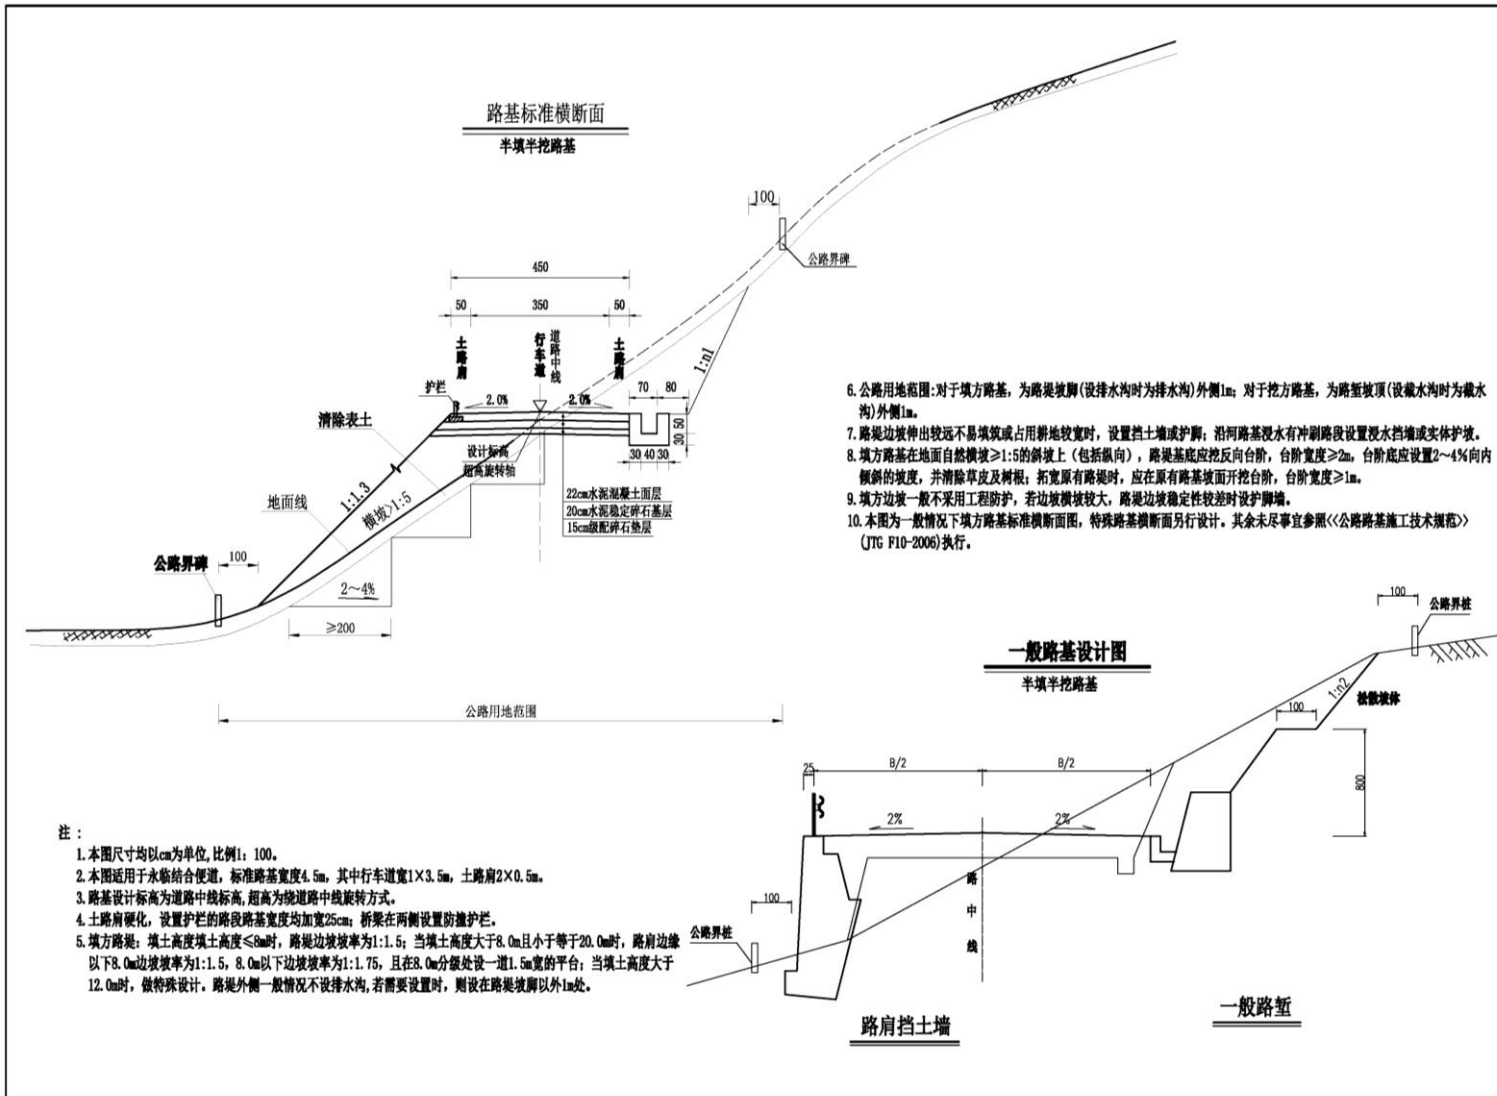 路基标准横断面
半填半挖路基
100
公路界碑
450
50
350
50
土路肩
行车道
道路中线
土路肩
1:n1
护栏
2.0%
2.0%
70
80
清除表土
50
30
设计标高
超高旋转轴
30
40
30
1:1.3
横坡>1:5
地面线
22cm水泥混凝土面层
20cm水泥稳定碎石基层
15cm级配碎石垫层
公路界碑
100
2～4%
≥200
公路用地范围
6.公路用地范围:对于填方路基，为路堤坡脚(设排水沟时为排水沟)外侧1m；对于挖方路基，为路堑坡顶(设截水沟时为截水
沟)外侧1m。
7.路堤边坡伸出较远不易填筑或占用耕地较宽时，设置挡土墙或护脚；沿河路基浸水有冲刷路段设置浸水挡墙或实体护坡。
8.填方路基在地面自然横坡≥1:5的斜坡上（包括纵向），路堤基底应挖反向台阶，台阶宽度≥2m，台阶底应设置2～4%向内
倾斜的坡度，并清除草皮及树根；拓宽原有路堤时，应在原有路基坡面开挖台阶，台阶宽度≥1m。
9.填方边坡一般不采用工程防护，若边坡横坡较大，路堤边坡稳定性较差时设护脚墙。
10.本图为一般情况下填方路基标准横断面图，特殊路基横断面另行设计。其余未尽事宜参照<<公路路基施工技术规范>>
(JTG F10-2006)执行。
一般路基设计图
半填半挖路基
100
公路界桩
1:n2
松散坡体
100
800
25
B/2
B/2
2%
2%
路中线
100
公路界桩
路肩挡土墙
一般路堑
注：
1.本图尺寸均以cm为单位,比例1：100。
2.本图适用于永临结合便道，标准路基宽度4.5m，其中行车道宽1×3.5m，土路肩2×0.5m。
3.路基设计标高为道路中线标高,超高为绕道路中线旋转方式。
4.土路肩硬化，设置护栏的路段路基宽度均加宽25cm；桥梁在两侧设置防撞护栏。
5.填方路堤：填土高度填土高度≤8m时，路堤边坡坡率为1:1.5；当填土高度大于8.0m且小于等于20.0m时，路肩边缘
以下8.0m边坡坡率为1:1.5，8.0m以下边坡坡率为1:1.75，且在8.0m分级处设一道1.5m宽的平台；当填土高度大于
12.0m时，做特殊设计。路堤外侧一般情况不设排水沟,若需要设置时，则设在路堤坡脚以外1m处。